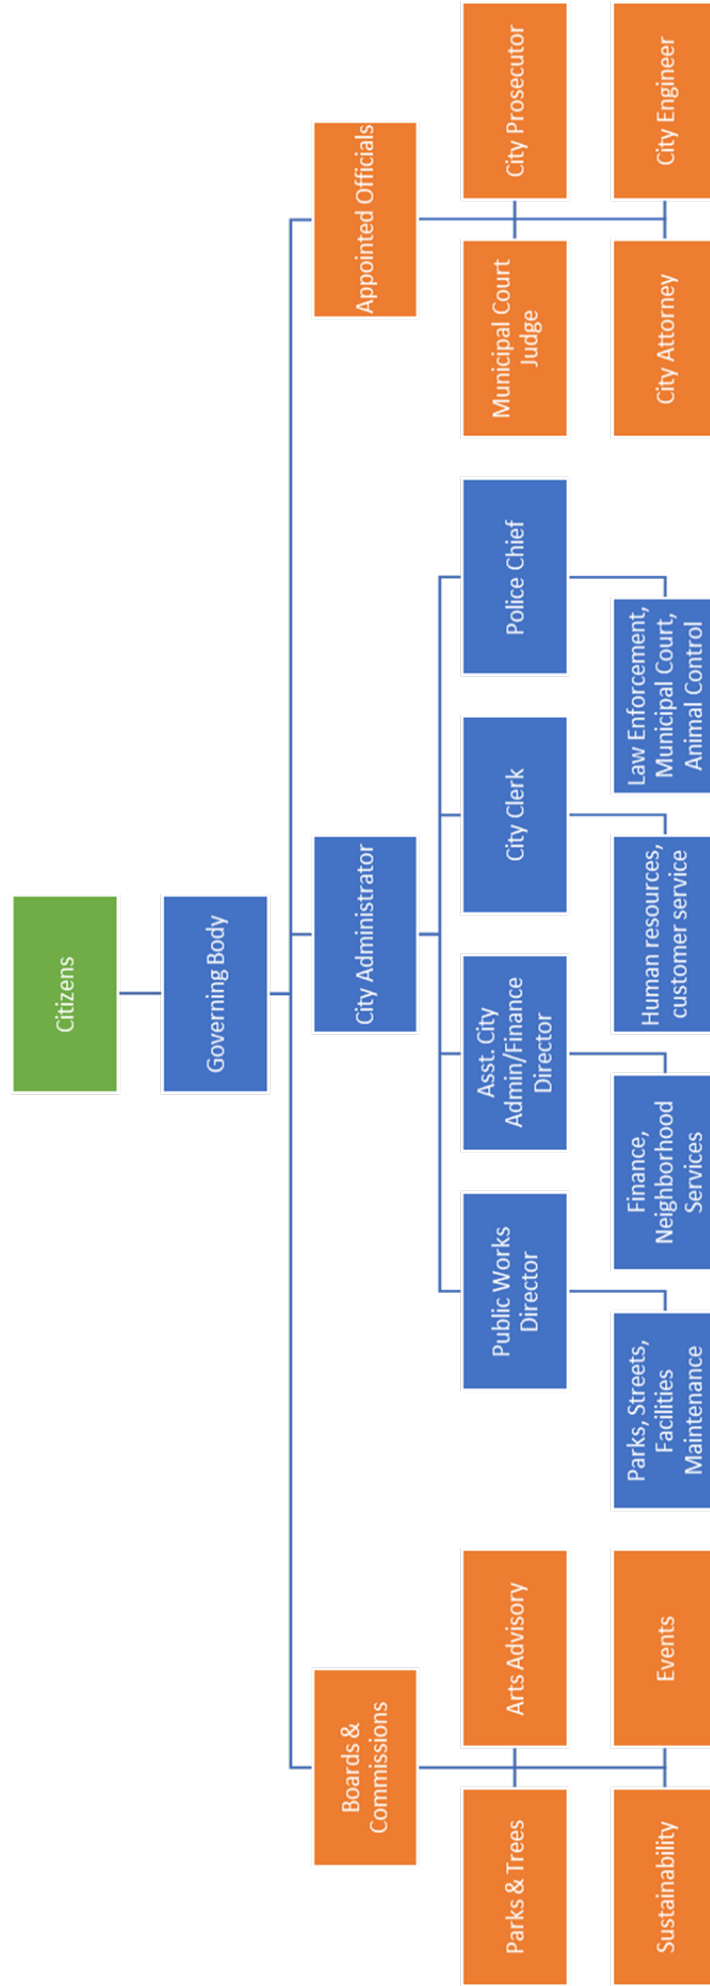 Citizens
Governing Body
Boards &
Commissions
City Administrator
Appointed Officials
Parks & Trees
Arts Advisory
Public Works
Director
Asst. City
Admin/Finance
Director
City Clerk
Police Chief
Municipal Court
Judge
City Prosecutor
Sustainability
Events
Parks, Streets,
Facilities
Maintenance
Finance,
Neighborhood
Services
Human resources,
customer service
Law Enforcement,
Municipal Court,
Animal Control
City Attorney
City Engineer